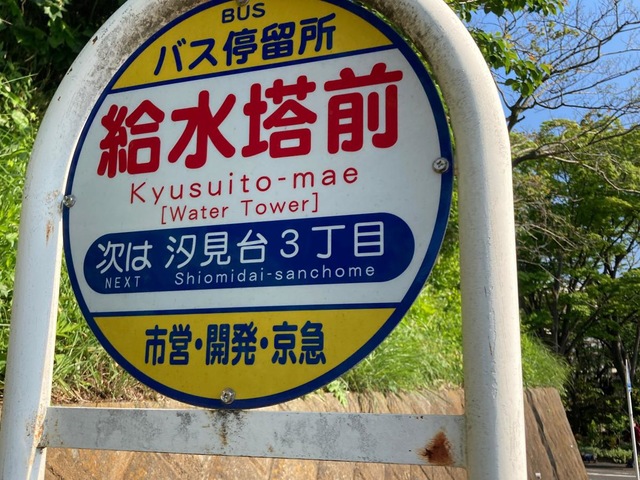 BUS
バス停留所
給水塔前
Kyusuito-mae
[Water Tower]
次は 汐見台3丁目
NEXT Shiomidai-sanchome
市営・開発・京急